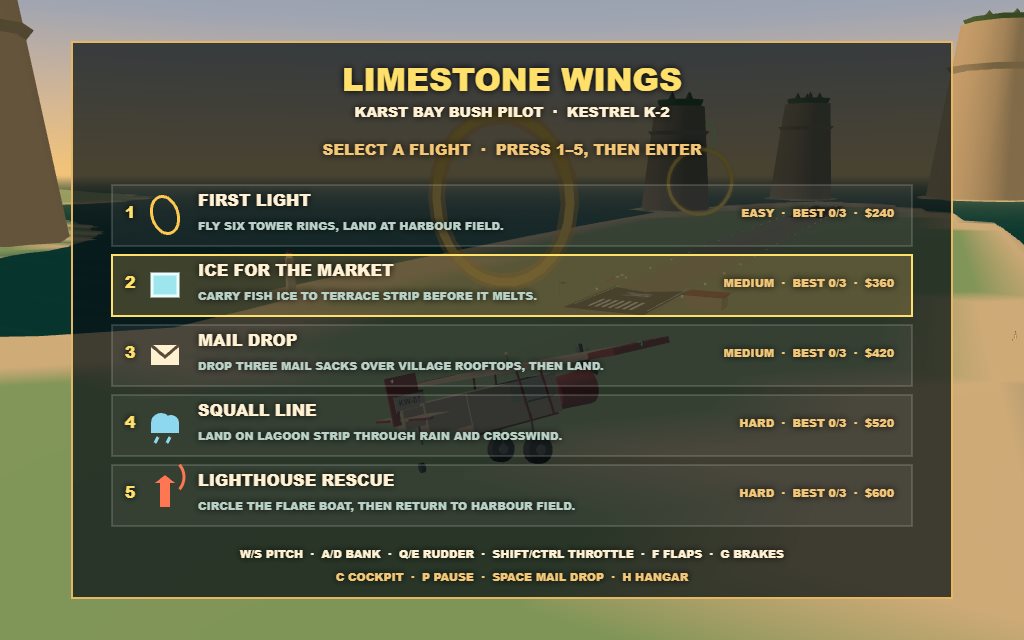 LIMESTONE WINGS
KARST BAY BUSH PILOT · KESTREL K-2
SELECT A FLIGHT · PRESS 1–5, THEN ENTER
1 FIRST LIGHT
FLY SIX TOWER RINGS, LAND AT HARBOUR FIELD.
EASY · BEST 0/3 · $240
2 ICE FOR THE MARKET
CARRY FISH ICE TO TERRACE STRIP BEFORE IT MELTS.
MEDIUM · BEST 0/3 · $360
3 MAIL DROP
DROP THREE MAIL SACKS OVER VILLAGE ROOFTOPS, THEN LAND.
MEDIUM · BEST 0/3 · $420
4 SQUALL LINE
LAND ON LAGOON STRIP THROUGH RAIN AND CROSSWIND.
HARD · BEST 0/3 · $520
5 LIGHTHOUSE RESCUE
CIRCLE THE FLARE BOAT, THEN RETURN TO HARBOUR FIELD.
HARD · BEST 0/3 · $600
W/S PITCH · A/D BANK · Q/E RUDDER · SHIFT/CTRL THROTTLE · F FLAPS · G BRAKES
C COCKPIT · P PAUSE · SPACE MAIL DROP · H HANGAR